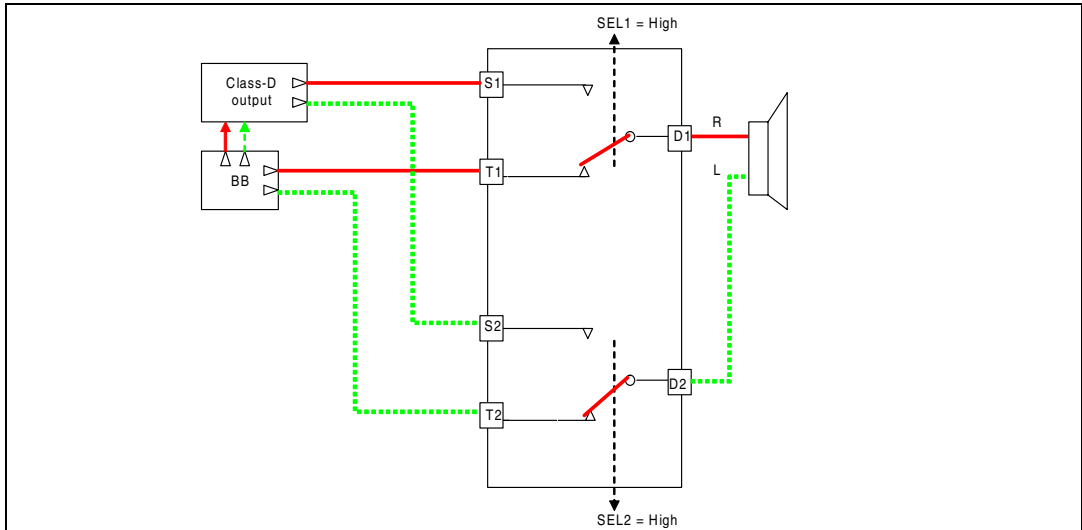 SEL1 = High
Class-D
output
S1
R
D1
BB
T1
L
S2
D2
T2
SEL2 = High